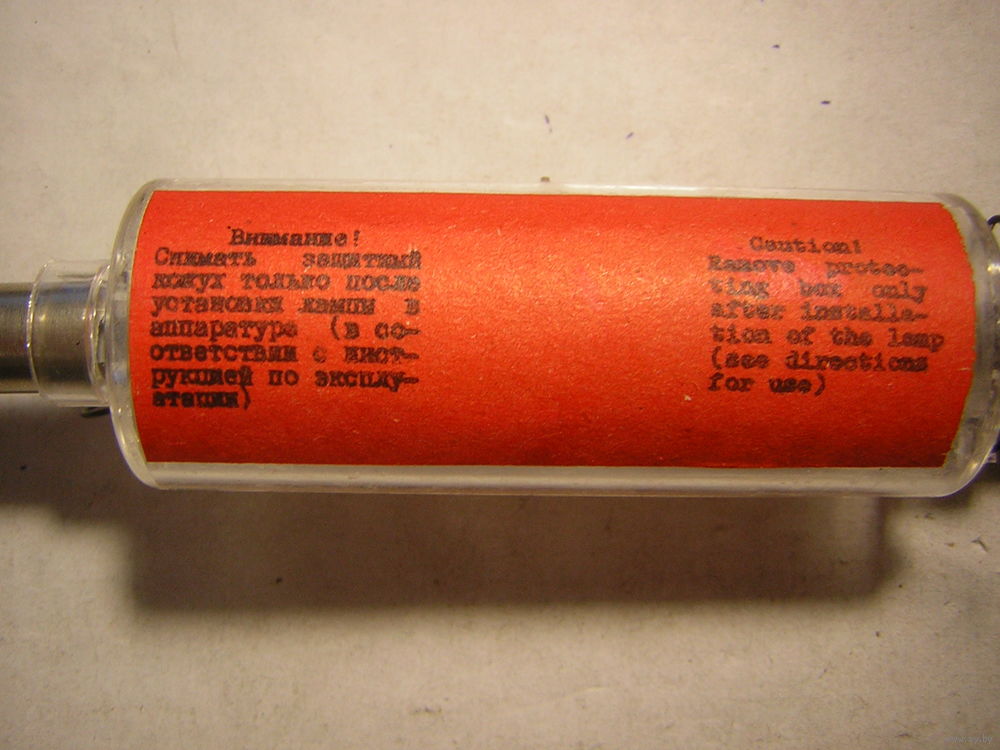 Внимание!
Снимать защитный
кожух только после
установки лампы в
аппаратуре (в со-
ответствии с инст-
рукцией по эксплу-
атации)
Caution!
Remove protec-
ting box only
after installa-
tion of the lamp
(see directions
for use)